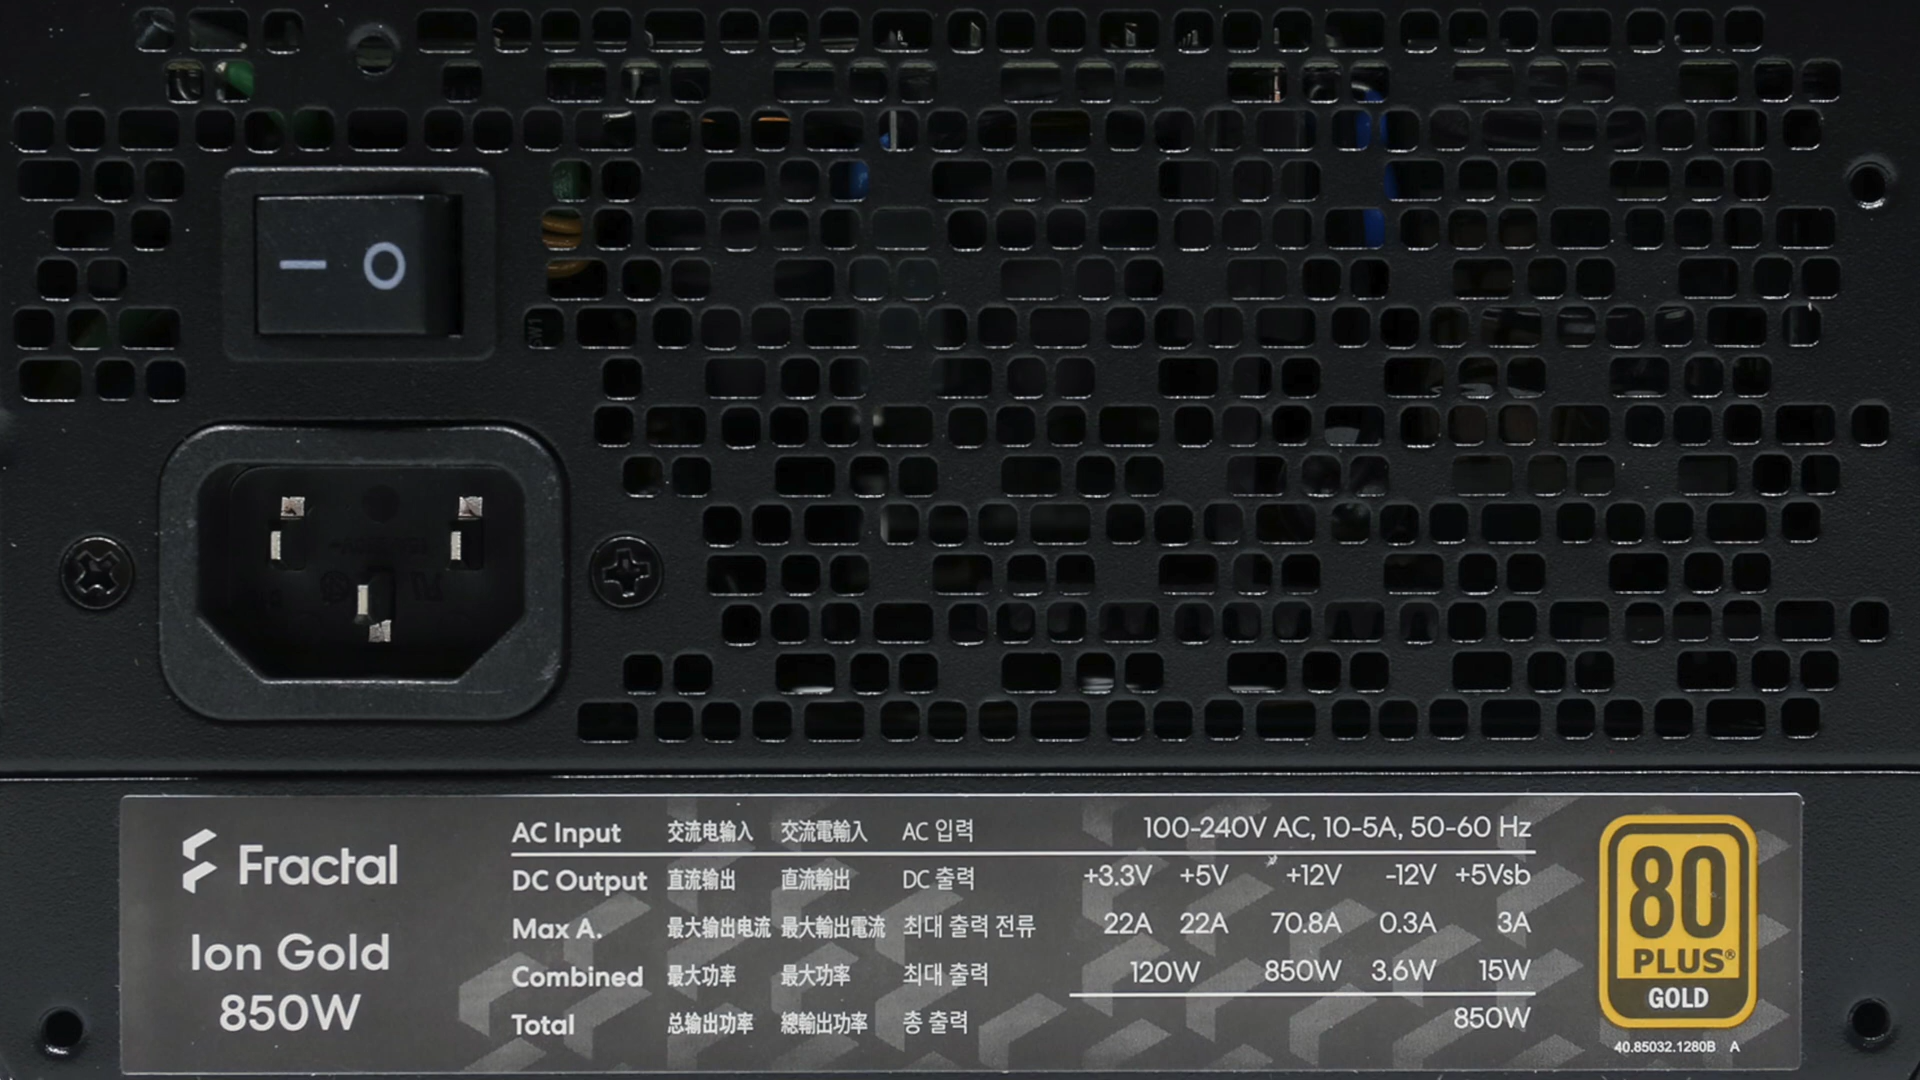 — O
Fractal
Ion Gold
850W
AC Input 交流电输入 交流電輸入 AC 입력 100-240V AC, 10-5A, 50-60 Hz
DC Output 直流输出 直流輸出 DC 출력 +3.3V +5V +12V -12V +5Vsb
Max A. 最大输出电流 最大輸出電流 최대 출력 전류 22A 22A 70.8A 0.3A 3A
Combined 最大功率 最大功率 최대 출력 120W 850W 3.6W 15W
Total 总输出功率 總輸出功率 총 출력 850W
80
PLUS®
GOLD
40.85032.1280B A